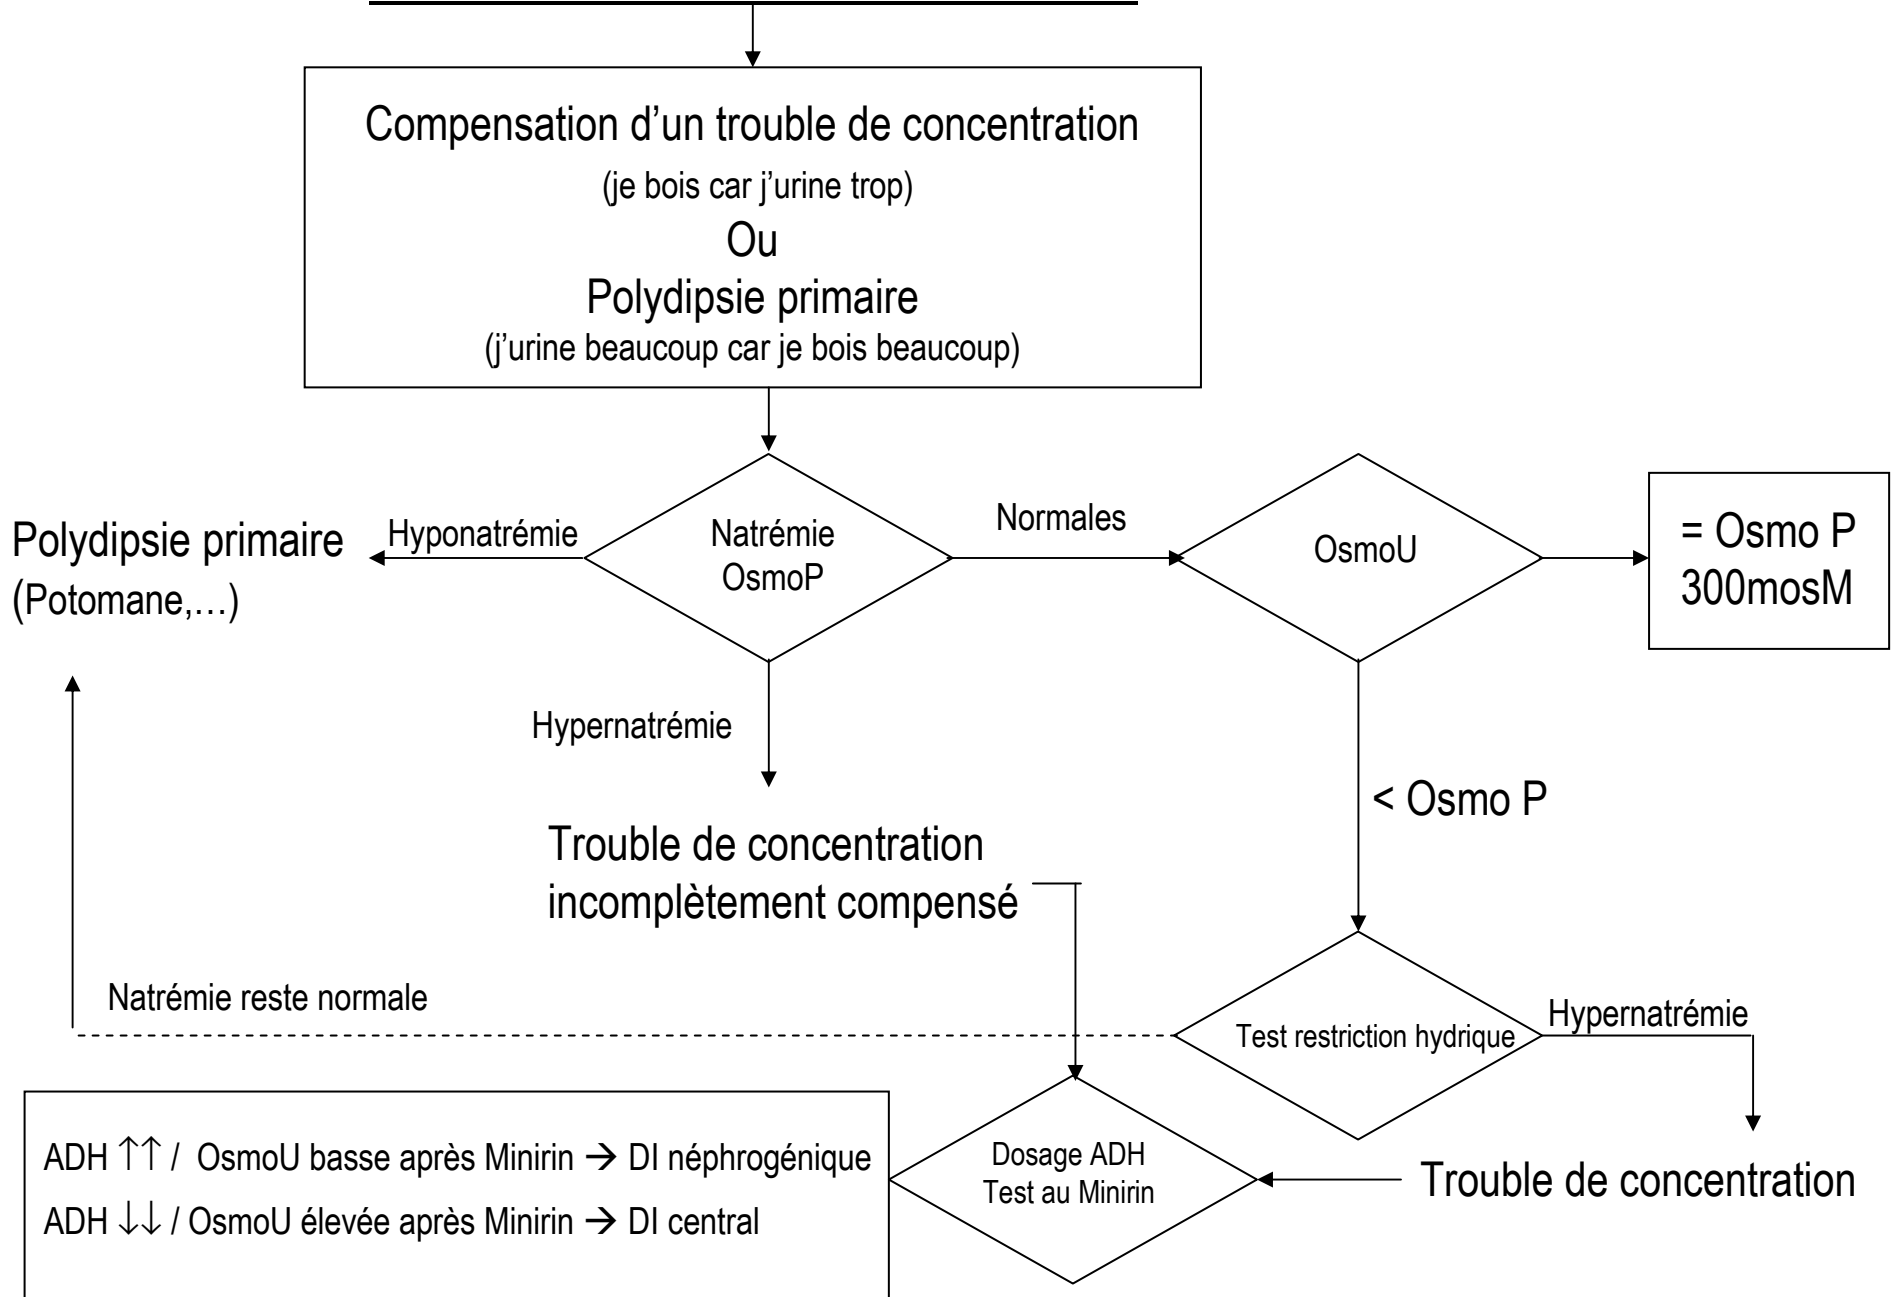 Compensation d’un trouble de concentration
(je bois car j’urine trop)
Ou
Polydipsie primaire
(j’urine beaucoup car je bois beaucoup)
Polydipsie primaire
(Potomane,…)
Hyponatrémie
Natrémie
OsmoP
Normales
OsmoU
= Osmo P
300mosM
Hypernatrémie
< Osmo P
Trouble de concentration
incomplètement compensé
Natrémie reste normale
Test restriction hydrique
Hypernatrémie
ADH ↑↑ / OsmoU basse après Minirin → DI néphrogénique
ADH ↓↓ / OsmoU élevée après Minirin → DI central
Dosage ADH
Test au Minirin
Trouble de concentration